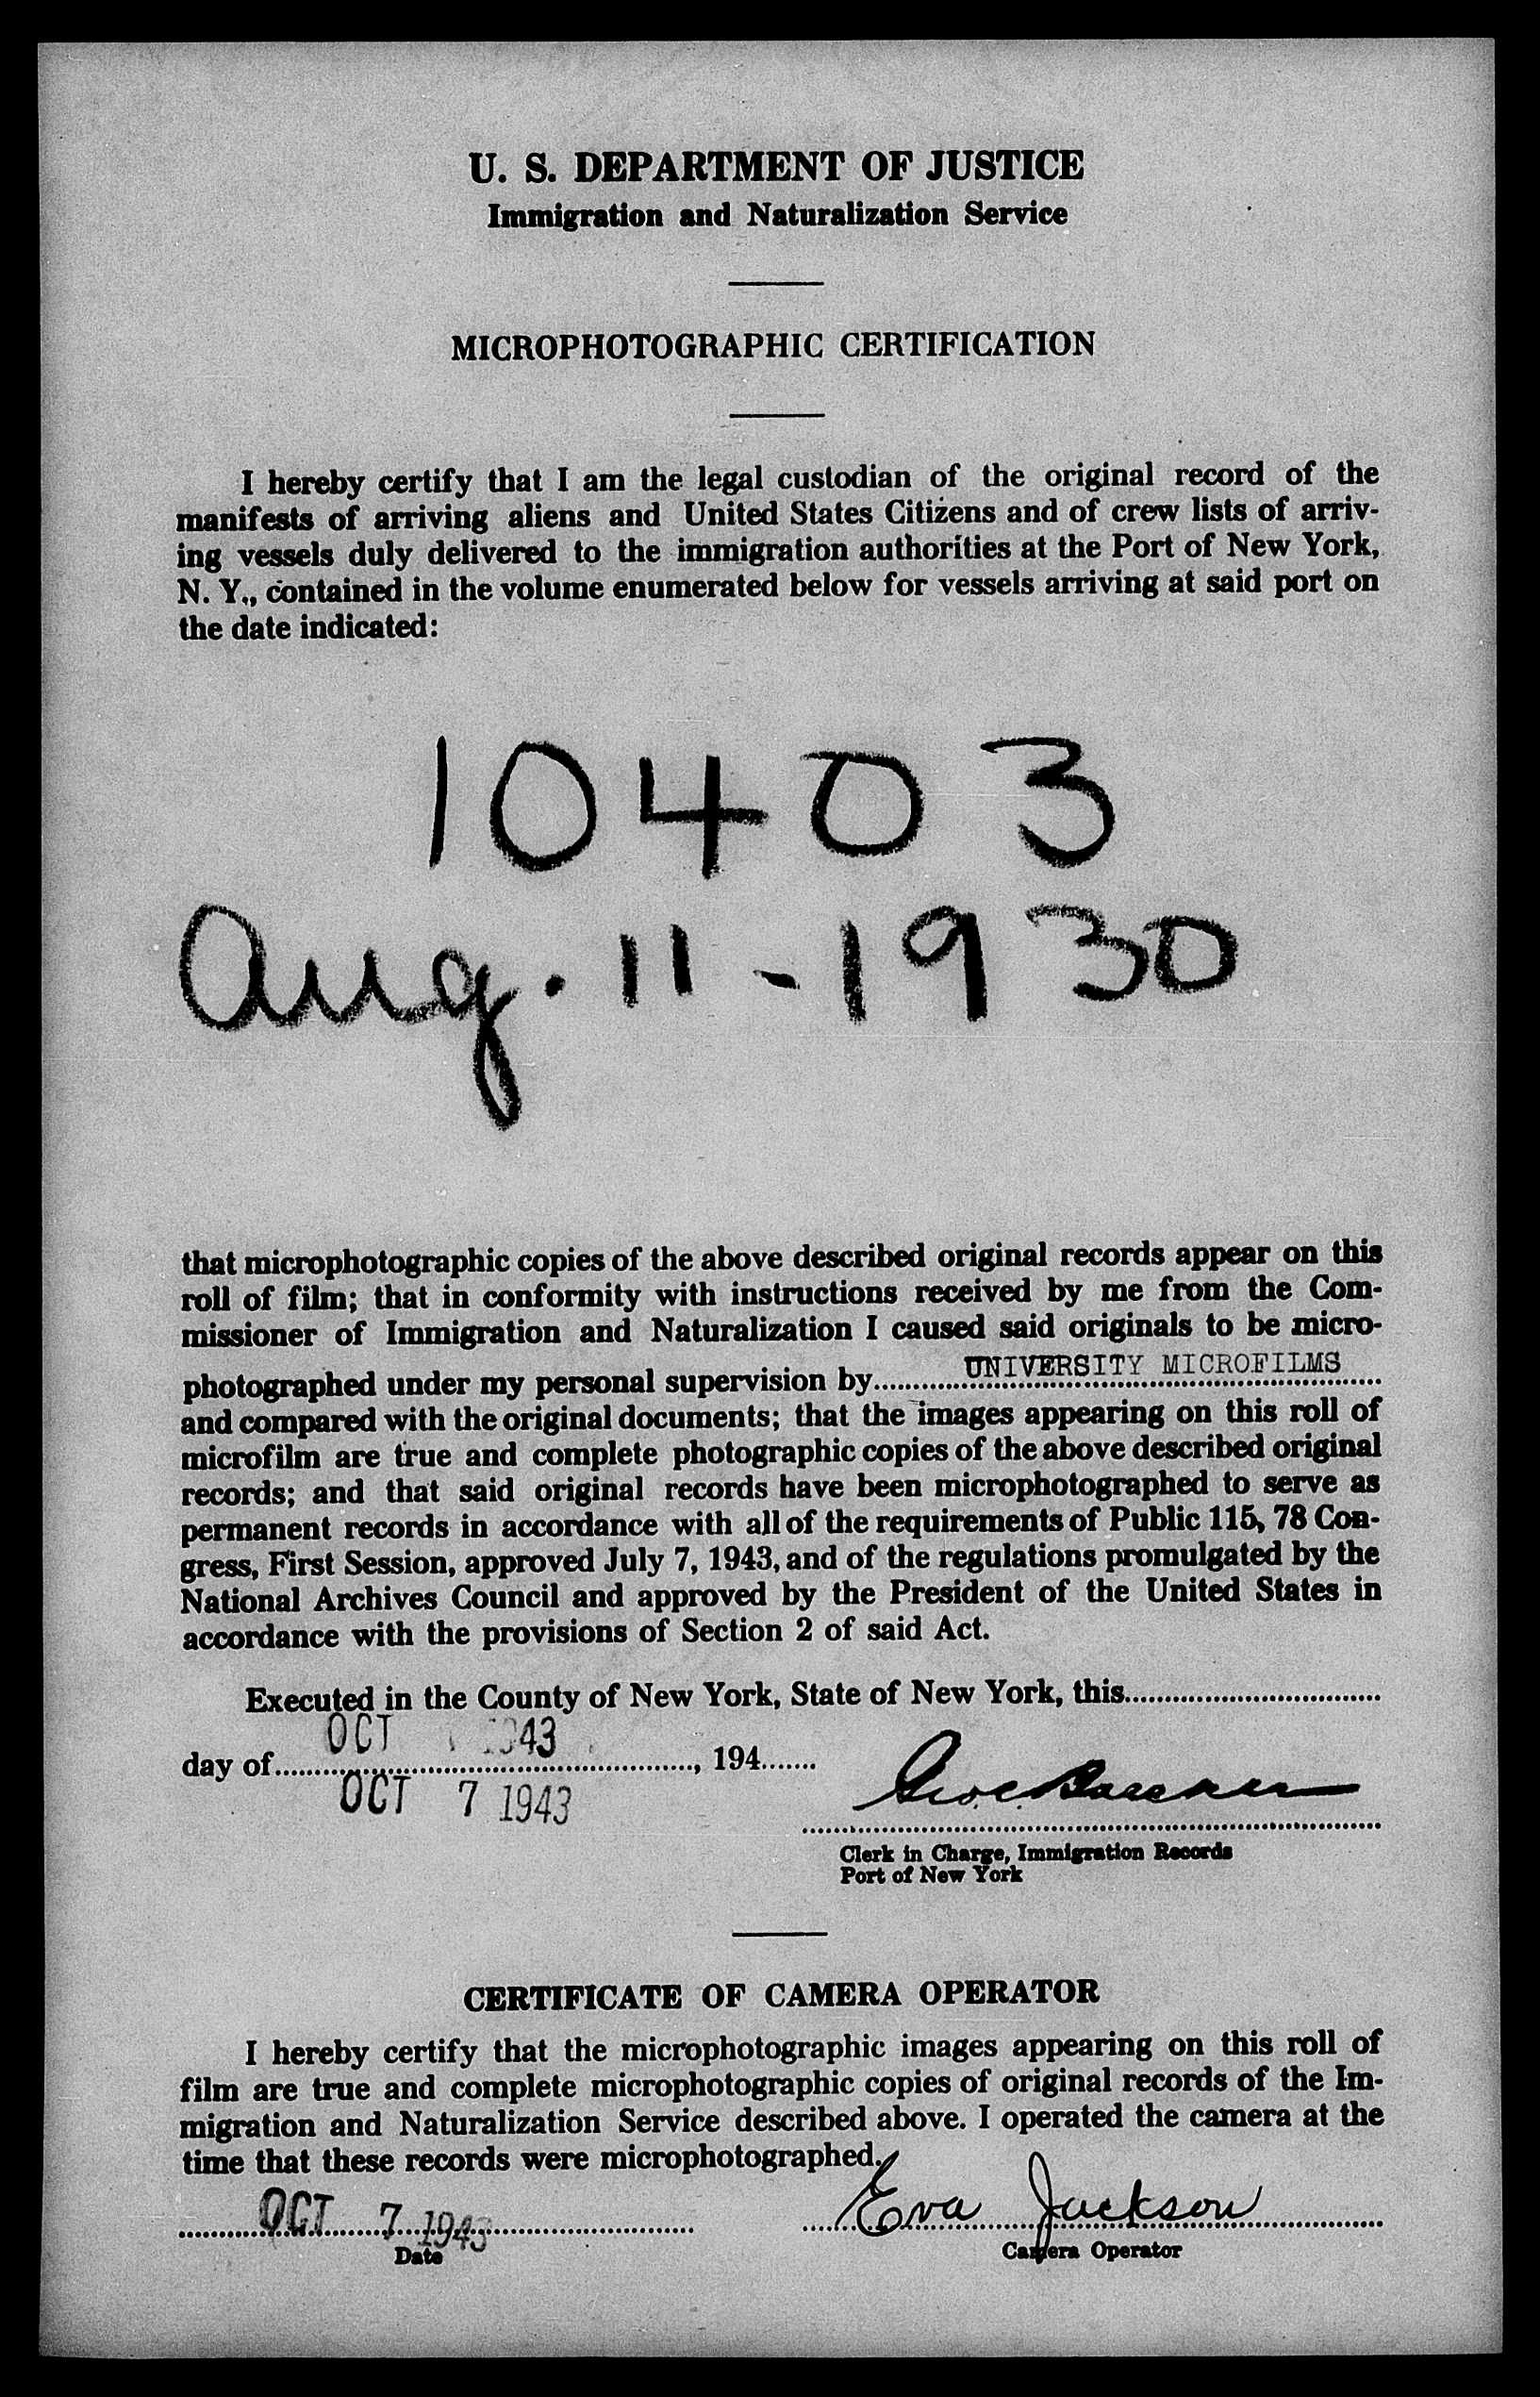 U. S. DEPARTMENT OF JUSTICE
Immigration and Naturalization Service
MICROPHOTOGRAPHIC CERTIFICATION
I hereby certify that I am the legal custodian of the original record of the
manifests of arriving aliens and United States Citizens and of crew lists of arriv-
ing vessels duly delivered to the immigration authorities at the Port of New York,
N. Y., contained in the volume enumerated below for vessels arriving at said port on
the date indicated:
10403
Aug. 11 - 1930
that microphotographic copies of the above described original records appear on this
roll of film; that in conformity with instructions received by me from the Com-
missioner of Immigration and Naturalization I caused said originals to be micro-
photographed under my personal supervision by UNIVERSITY MICROFILMS
and compared with the original documents; that the images appearing on this roll of
microfilm are true and complete photographic copies of the above described original
records; and that said original records have been microphotographed to serve as
permanent records in accordance with all of the requirements of Public 115, 78 Con-
gress, First Session, approved July 7, 1943, and of the regulations promulgated by the
National Archives Council and approved by the President of the United States in
accordance with the provisions of Section 2 of said Act.
Executed in the County of New York, State of New York, this
OCT 1943
day of , 194
OCT 7 1943
Clerk in Charge, Immigration Records
Port of New York
CERTIFICATE OF CAMERA OPERATOR
I hereby certify that the microphotographic images appearing on this roll of
film are true and complete microphotographic copies of original records of the Im-
migration and Naturalization Service described above. I operated the camera at the
time that these records were microphotographed.
OCT 7 1943 Eva Jackson
Date Camera Operator